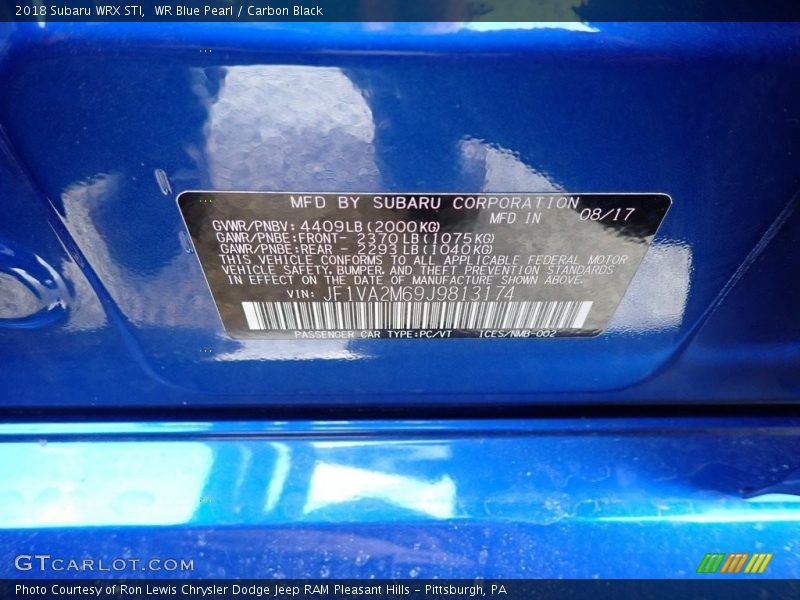 2018 Subaru WRX STI, WR Blue Pearl / Carbon Black
MFD BY SUBARU CORPORATION
MFD IN 08/17
GVWR/PNBV: 4409LB(2000KG)
GAWR/PNBE:FRONT- 2370LB(1075KG)
GAWR/PNBE:REAR - 2293LB(1040KG)
THIS VEHICLE CONFORMS TO ALL APPLICABLE FEDERAL MOTOR
VEHICLE SAFETY, BUMPER, AND THEFT PREVENTION STANDARDS
IN EFFECT ON THE DATE OF MANUFACTURE SHOWN ABOVE.
VIN: JF1VA2M69J9813174
PASSENGER CAR TYPE:PC/VT ICES/NMB-002
GTCARLOT.COM
Photo Courtesy of Ron Lewis Chrysler Dodge Jeep RAM Pleasant Hills - Pittsburgh, PA